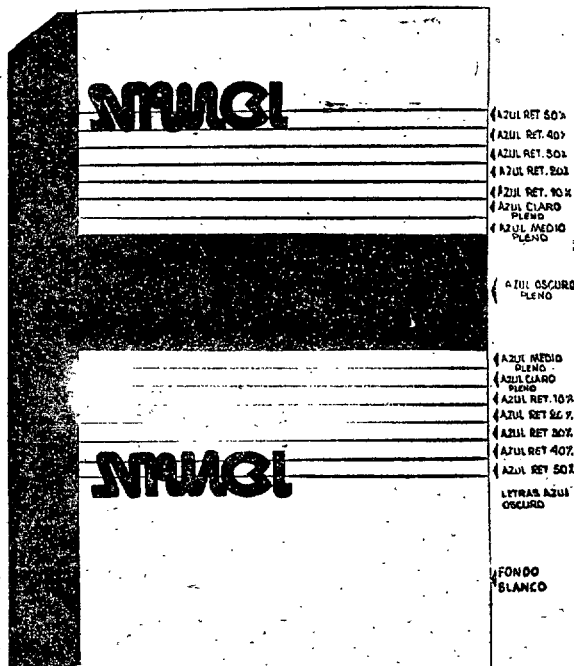 AZUL RET 50%
AZUL RET. 40%
AZUL RET. 30%
AZUL RET. 20%
AZUL RET. 10%
AZUL CLARO
PLENO
AZUL MEDIO
PLENO
AZUL OSCURO
PLENO
AZUL MEDIO
PLENO
AZUL CLARO
PLENO
AZUL RET. 10%
AZUL RET 20%
AZUL RET 30%
AZUL RET 40%
AZUL RET 50%
LETRAS AZUL
OSCURO
FONDO
BLANCO